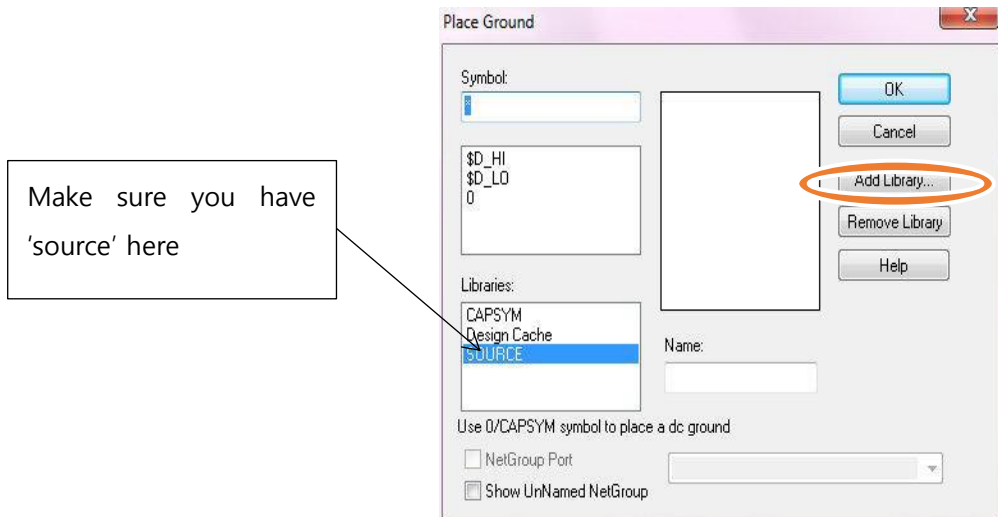 Place Ground
X
Symbol:
*
OK
Cancel
$D_HI
$D_LO
0
Add Library...
Remove Library
Help
Make sure you have
‘source’ here
Libraries:
CAPSYM
Design Cache
SOURCE
Name:
Use 0/CAPSYM symbol to place a dc ground
NetGroup Port
Show UnNamed NetGroup